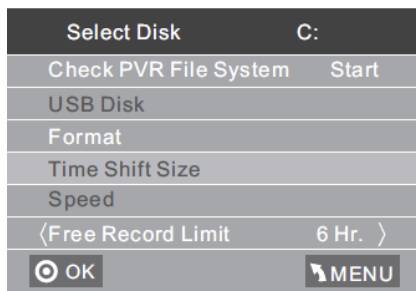 Select Disk C:
Check PVR File System Start
USB Disk
Format
Time Shift Size
Speed
〈Free Record Limit 6 Hr. 〉
OK MENU